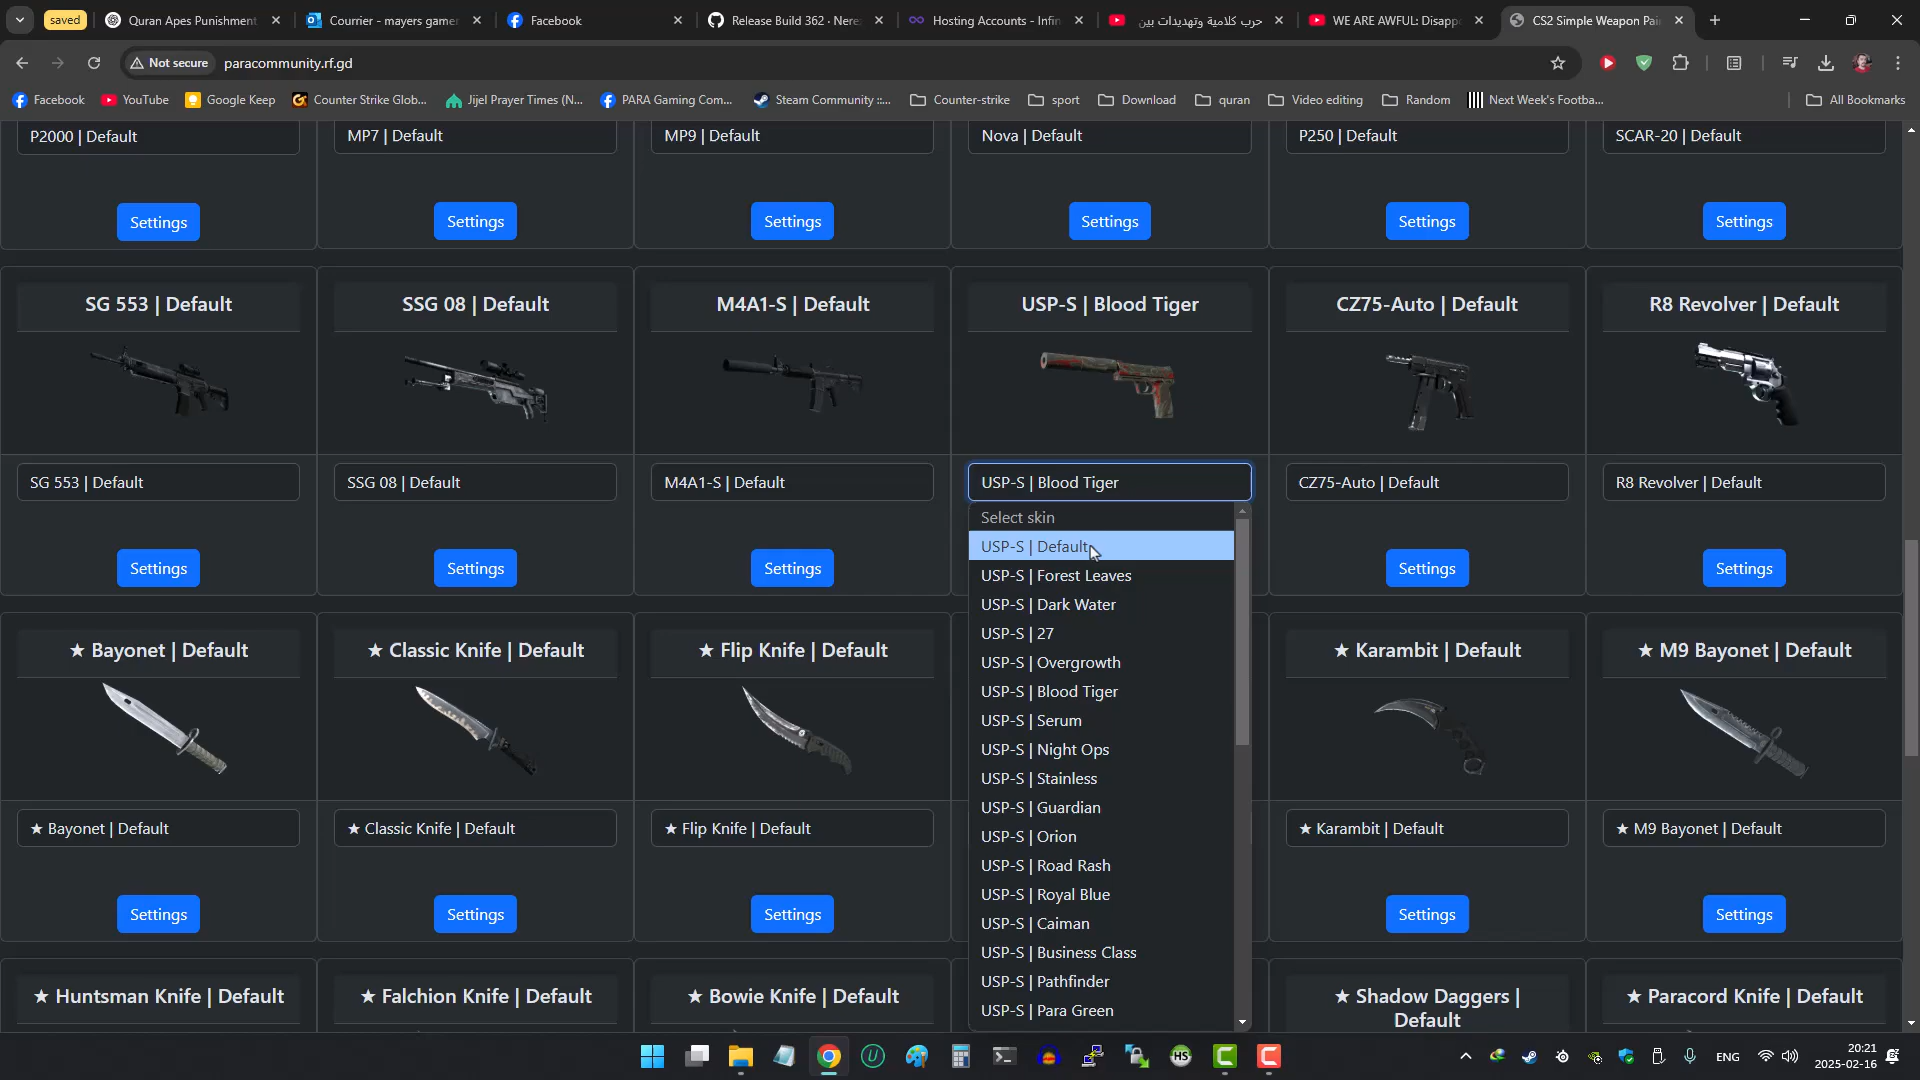 saved
Quran Apes Punishment
Courrier - mayers game
Facebook
Release Build 362 · Nere
Hosting Accounts - Infin
حرب كلامية وتهديدات بين
WE ARE AWFUL: Disapp
CS2 Simple Weapon Pai
Not secure
paracommunity.rf.gd
Facebook
YouTube
Google Keep
Counter Strike Glob...
Jijel Prayer Times (N...
PARA Gaming Com...
Steam Community ::...
Counter-strike
sport
Download
quran
Video editing
Random
Next Week's Footba...
All Bookmarks
P2000 | Default
MP7 | Default
MP9 | Default
Nova | Default
P250 | Default
SCAR-20 | Default
Settings
Settings
Settings
Settings
Settings
Settings
SG 553 | Default
SSG 08 | Default
M4A1-S | Default
USP-S | Blood Tiger
CZ75-Auto | Default
R8 Revolver | Default
SG 553 | Default
SSG 08 | Default
M4A1-S | Default
USP-S | Blood Tiger
CZ75-Auto | Default
R8 Revolver | Default
Select skin
USP-S | Default
USP-S | Forest Leaves
USP-S | Dark Water
USP-S | 27
USP-S | Overgrowth
USP-S | Blood Tiger
USP-S | Serum
USP-S | Night Ops
USP-S | Stainless
USP-S | Guardian
USP-S | Orion
USP-S | Road Rash
USP-S | Royal Blue
USP-S | Caiman
USP-S | Business Class
USP-S | Pathfinder
USP-S | Para Green
Settings
Settings
Settings
Settings
Settings
★ Bayonet | Default
★ Classic Knife | Default
★ Flip Knife | Default
★ Karambit | Default
★ M9 Bayonet | Default
★ Bayonet | Default
★ Classic Knife | Default
★ Flip Knife | Default
★ Karambit | Default
★ M9 Bayonet | Default
Settings
Settings
Settings
Settings
Settings
★ Huntsman Knife | Default
★ Falchion Knife | Default
★ Bowie Knife | Default
★ Shadow Daggers |
Default
★ Paracord Knife | Default
HS
ENG
20:21
2025-02-16